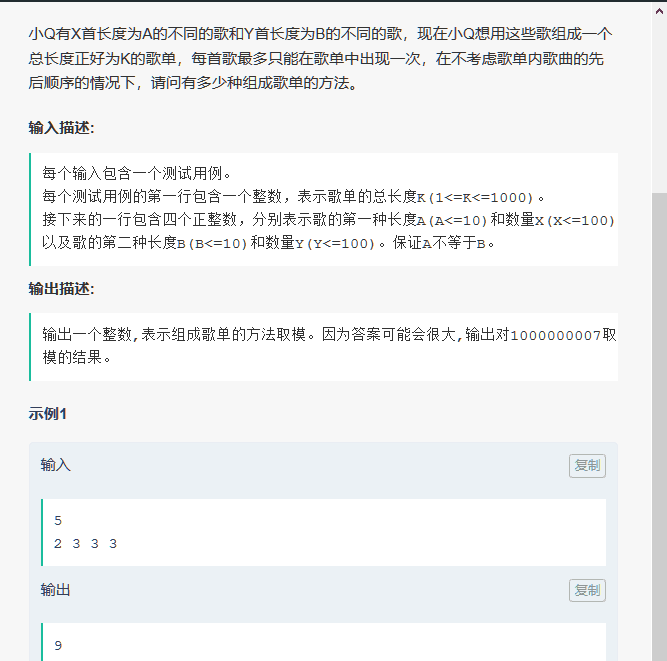 小Q有X首长度为A的不同的歌和Y首长度为B的不同的歌，现在小Q想用这些歌组成一个
总长度正好为K的歌单，每首歌最多只能在歌单中出现一次，在不考虑歌单内歌曲的先
后顺序的情况下，请问有多少种组成歌单的方法。
输入描述:
每个输入包含一个测试用例。
每个测试用例的第一行包含一个整数，表示歌单的总长度K(1<=K<=1000)。
接下来的一行包含四个正整数，分别表示歌的第一种长度A(A<=10)和数量X(X<=100)
以及歌的第二种长度B(B<=10)和数量Y(Y<=100)。保证A不等于B。
输出描述:
输出一个整数,表示组成歌单的方法取模。因为答案可能会很大,输出对1000000007取
模的结果。
示例1
输入
复制
5
2 3 3 3
输出
复制
9